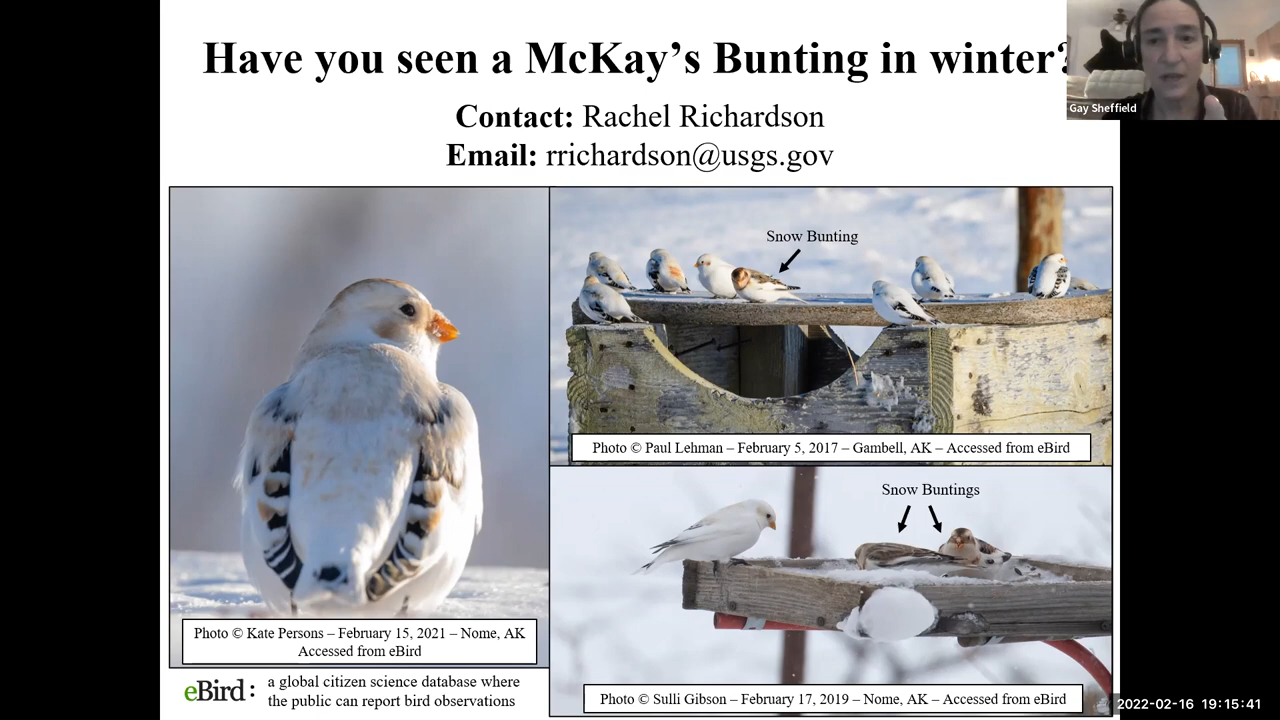 Have you seen a McKay's Bunting in winter?
Gay Sheffield
Contact: Rachel Richardson
Email: rrichardson@usgs.gov
Snow Bunting
Photo © Paul Lehman – February 5, 2017 – Gambell, AK – Accessed from eBird
Snow Buntings
Photo © Kate Persons – February 15, 2021 – Nome, AK
Accessed from eBird
eBird: a global citizen science database where
the public can report bird observations
Photo © Sulli Gibson – February 17, 2019 – Nome, AK – Accessed from eBird
2022-02-16 19:15:41